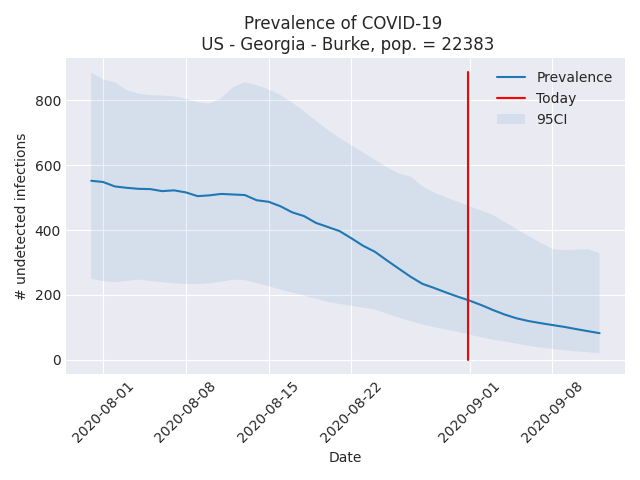 Prevalence of COVID-19
US - Georgia - Burke, pop. = 22383
Prevalence
Today
95CI
# undetected infections
800
600
400
200
0
2020-08-01
2020-08-08
2020-08-15
2020-08-22
2020-09-01
2020-09-08
Date